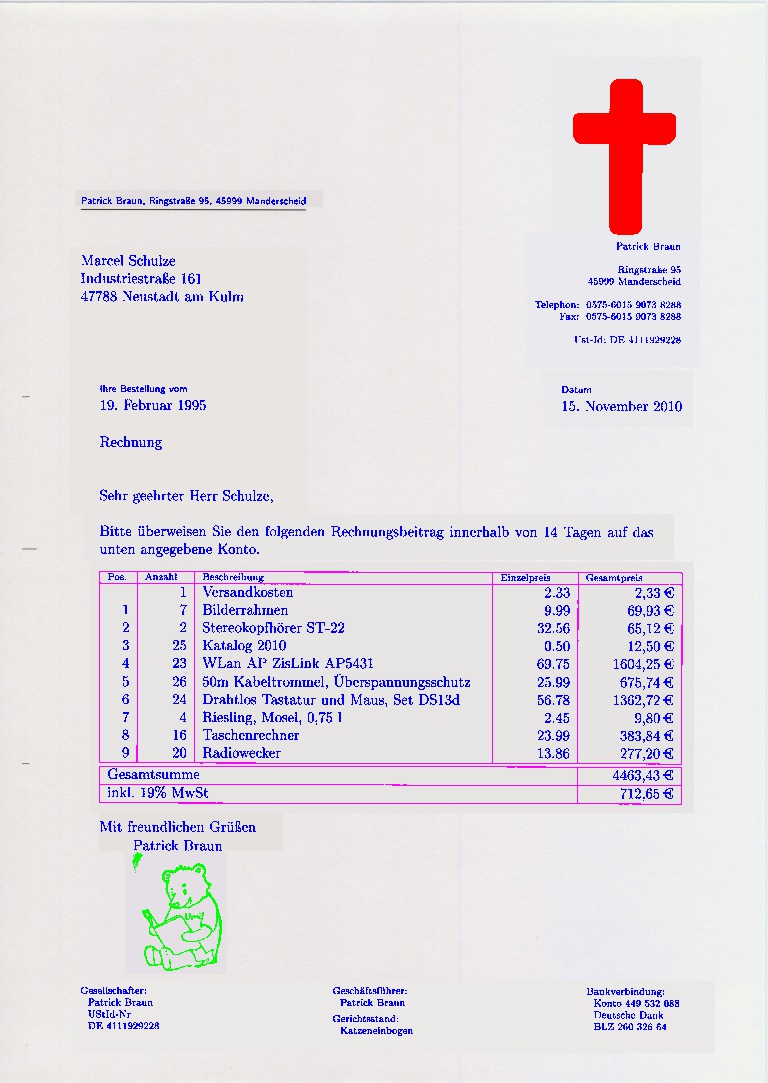 Patrick Braun, Ringstraße 95, 45999 Manderscheid
Patrick Braun
Ringstraße 95
45999 Manderscheid
Telephon: 0575-6015 9073 8288
Fax: 0575-6015 9073 8288
Ust-Id: DE 4111929228
Marcel Schulze
Industriestraße 161
47788 Neustadt am Kulm
Ihre Bestellung vom
19. Februar 1995
Datum
15. November 2010
Rechnung
Sehr geehrter Herr Schulze,
Bitte überweisen Sie den folgenden Rechnungsbeitrag innerhalb von 14 Tagen auf das
unten angegebene Konto.
Pos. Anzahl Beschreibung Einzelpreis Gesamtpreis
1 Versandkosten 2.33 2,33 €
1 7 Bilderrahmen 9.99 69,93 €
2 2 Stereokopfhörer ST-22 32.56 65,12 €
3 25 Katalog 2010 0.50 12,50 €
4 23 WLan AP ZisLink AP5431 69.75 1604,25 €
5 26 50m Kabeltrommel, Überspannungsschutz 25.99 675,74 €
6 24 Drahtlos Tastatur und Maus, Set DS13d 56.78 1362,72 €
7 4 Riesling, Mosel, 0,75 l 2.45 9,80 €
8 16 Taschenrechner 23.99 383,84 €
9 20 Radiowecker 13.86 277,20 €
Gesamtsumme 4463,43 €
inkl. 19% MwSt 712,65 €
Mit freundlichen Grüßen
Patrick Braun
Gesellschafter:
Patrick Braun
UStId-Nr
DE 4111929228
Geschäftsführer:
Patrick Braun
Gerichtsstand:
Katzeneinbogen
Bankverbindung:
Konto 449 532 088
Deutsche Dank
BLZ 260 326 64